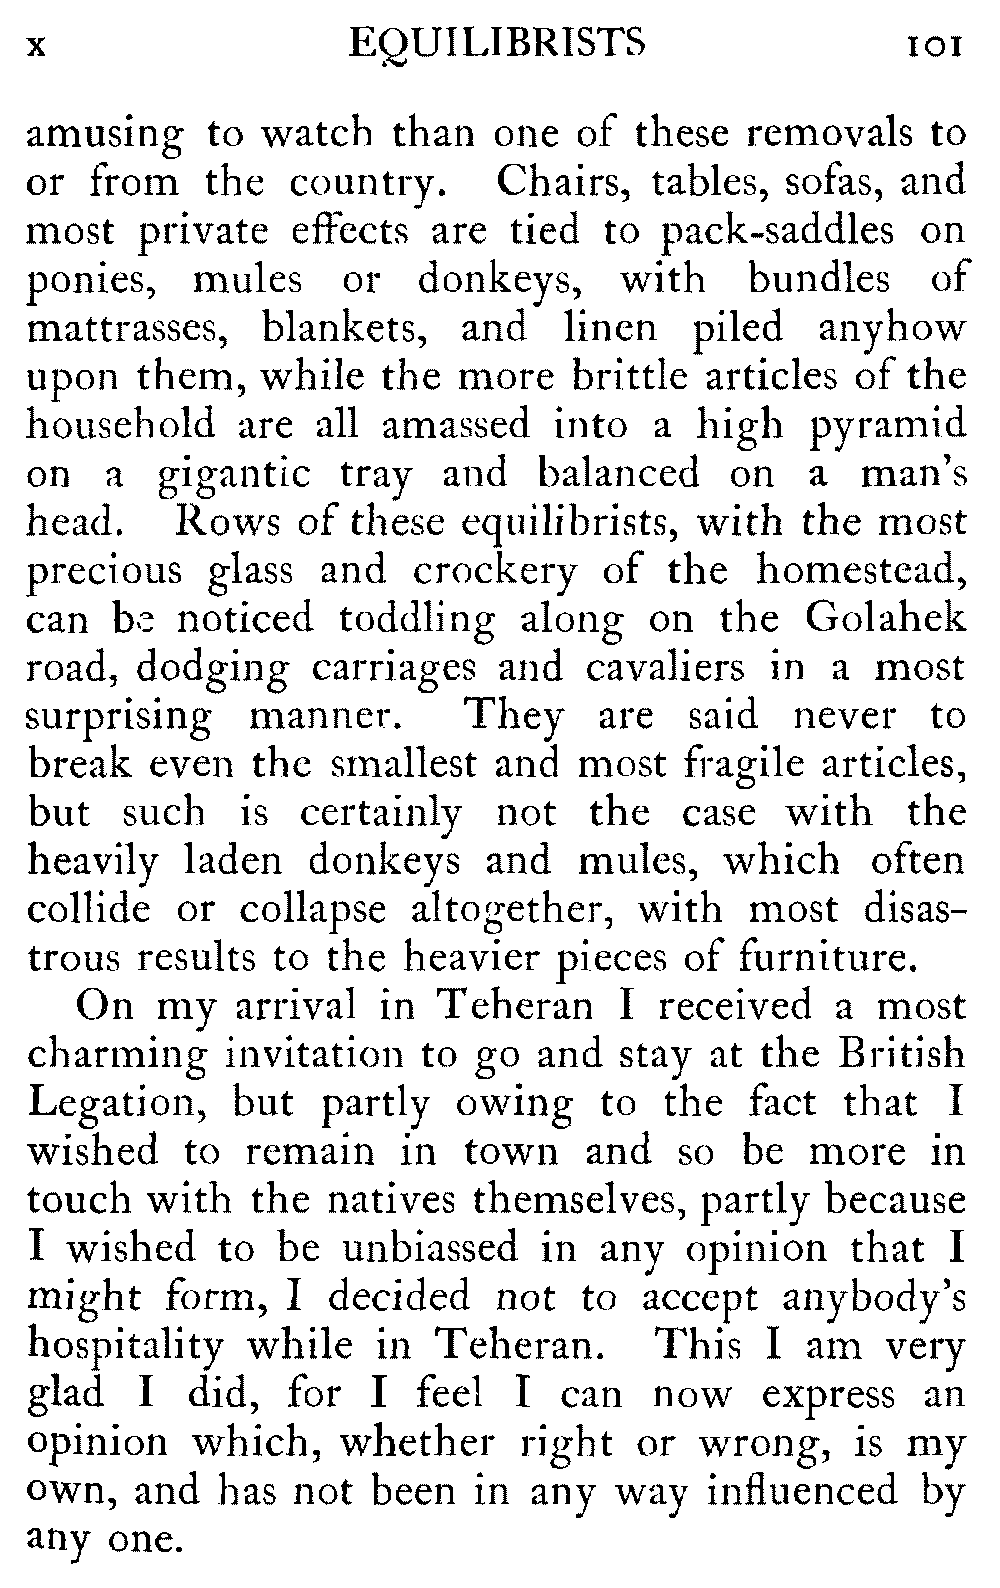 x EQUILIBRISTS 101
amusing to watch than one of these removals to
or from the country. Chairs, tables, sofas, and
most private effects are tied to pack-saddles on
ponies, mules or donkeys, with bundles of
mattrasses, blankets, and linen piled anyhow
upon them, while the more brittle articles of the
household are all amassed into a high pyramid
on a gigantic tray and balanced on a man's
head. Rows of these equilibrists, with the most
precious glass and crockery of the homestead,
can be noticed toddling along on the Golahek
road, dodging carriages and cavaliers in a most
surprising manner. They are said never to
break even the smallest and most fragile articles,
but such is certainly not the case with the
heavily laden donkeys and mules, which often
collide or collapse altogether, with most disas-
trous results to the heavier pieces of furniture.
On my arrival in Teheran I received a most
charming invitation to go and stay at the British
Legation, but partly owing to the fact that I
wished to remain in town and so be more in
touch with the natives themselves, partly because
I wished to be unbiassed in any opinion that I
might form, I decided not to accept anybody's
hospitality while in Teheran. This I am very
glad I did, for I feel I can now express an
opinion which, whether right or wrong, is my
own, and has not been in any way influenced by
any one.